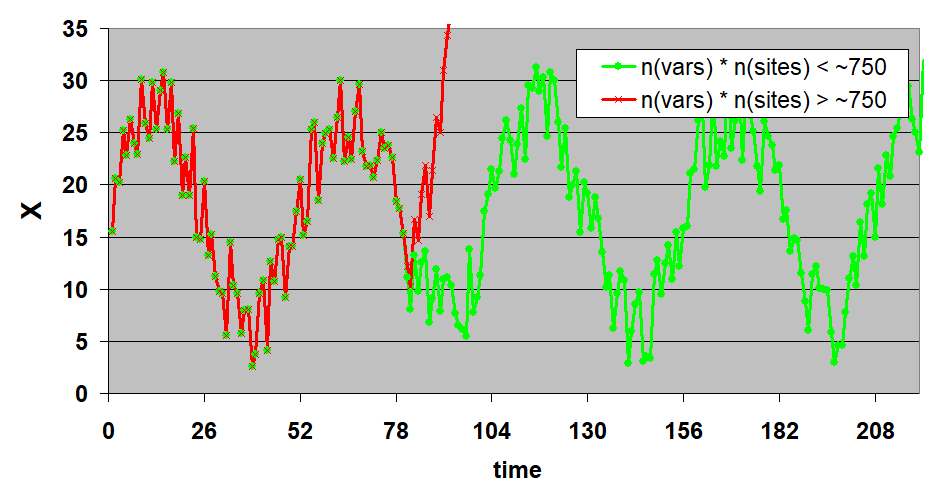 35
30
25
20
15
10
5
0
X
n(vars) * n(sites) < ~750
n(vars) * n(sites) > ~750
0 26 52 78 104 130 156 182 208
time